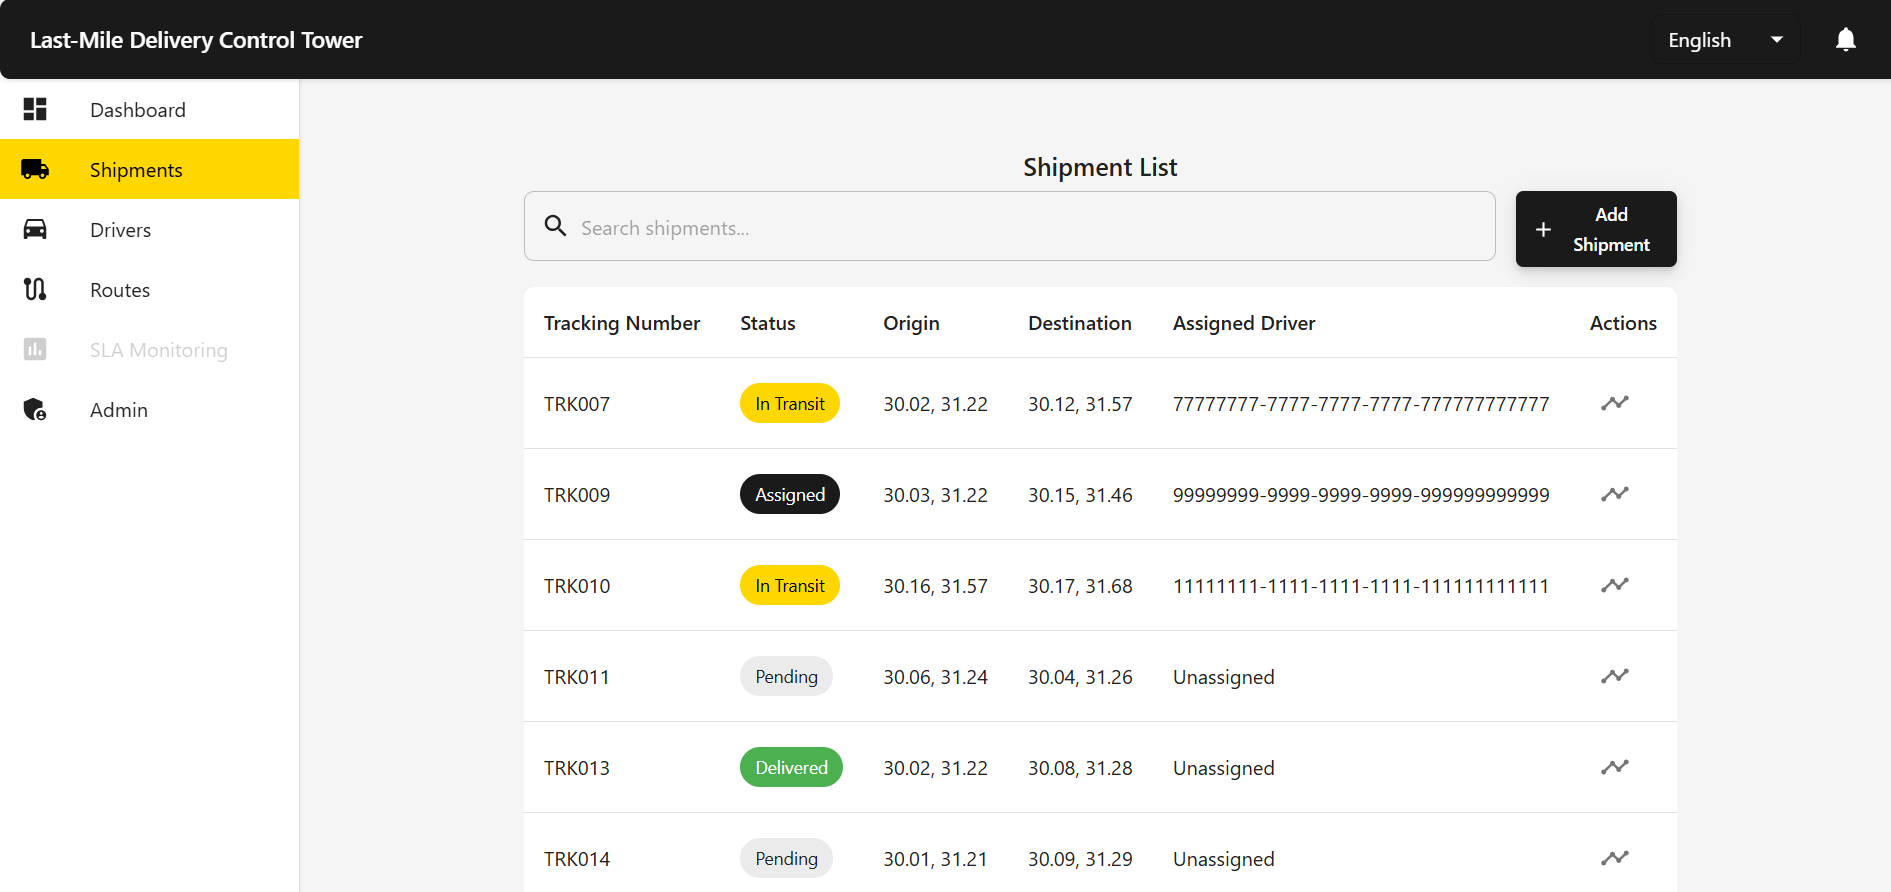 Last-Mile Delivery Control Tower
English
Dashboard
Shipments
Drivers
Routes
SLA Monitoring
Admin
Shipment List
Search shipments...
Add
Shipment
Tracking Number Status Origin Destination Assigned Driver Actions
TRK007 In Transit 30.02, 31.22 30.12, 31.57 77777777-7777-7777-7777-777777777777
TRK009 Assigned 30.03, 31.22 30.15, 31.46 99999999-9999-9999-9999-999999999999
TRK010 In Transit 30.16, 31.57 30.17, 31.68 11111111-1111-1111-1111-111111111111
TRK011 Pending 30.06, 31.24 30.04, 31.26 Unassigned
TRK013 Delivered 30.02, 31.22 30.08, 31.28 Unassigned
TRK014 Pending 30.01, 31.21 30.09, 31.29 Unassigned